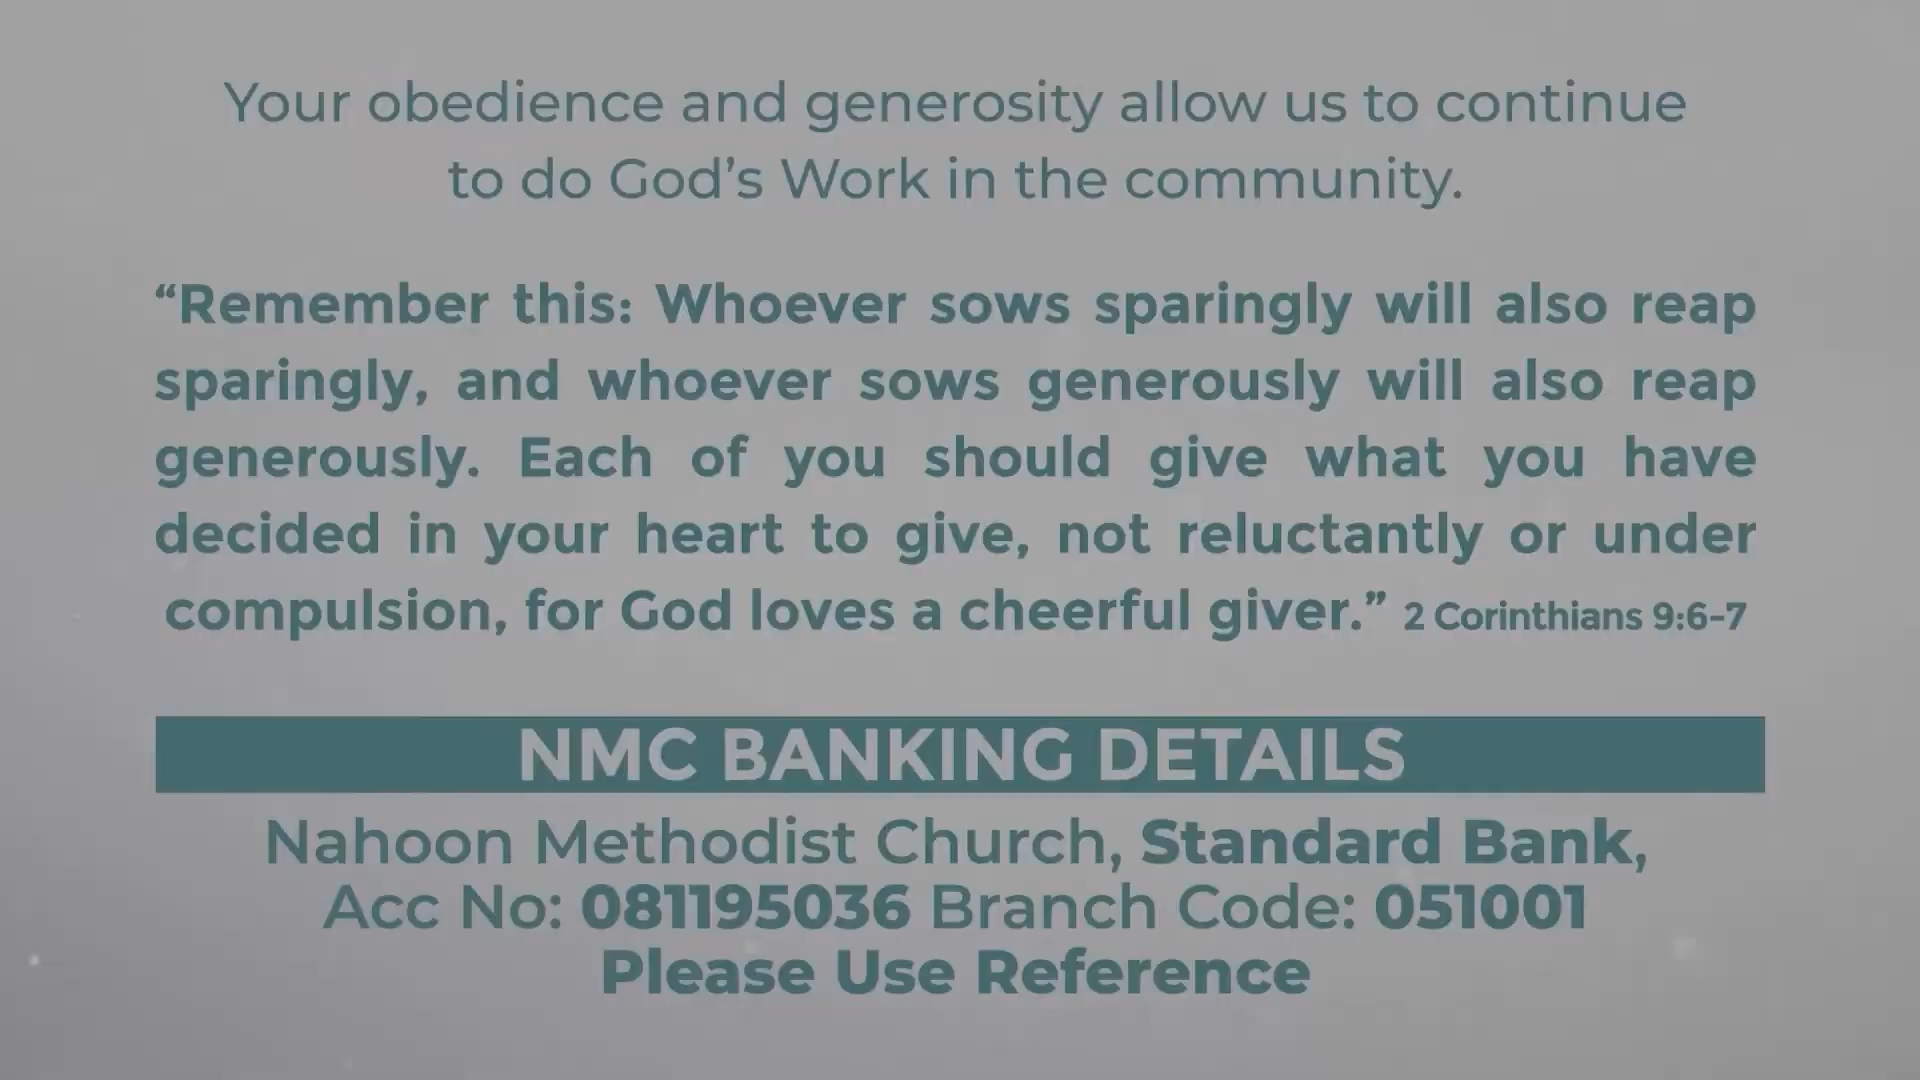 Your obedience and generosity allow us to continue
to do God’s Work in the community.
“Remember this: Whoever sows sparingly will also reap
sparingly, and whoever sows generously will also reap
generously. Each of you should give what you have
decided in your heart to give, not reluctantly or under
compulsion, for God loves a cheerful giver.” 2 Corinthians 9:6-7
NMC BANKING DETAILS
Nahoon Methodist Church, Standard Bank,
Acc No: 081195036 Branch Code: 051001
Please Use Reference